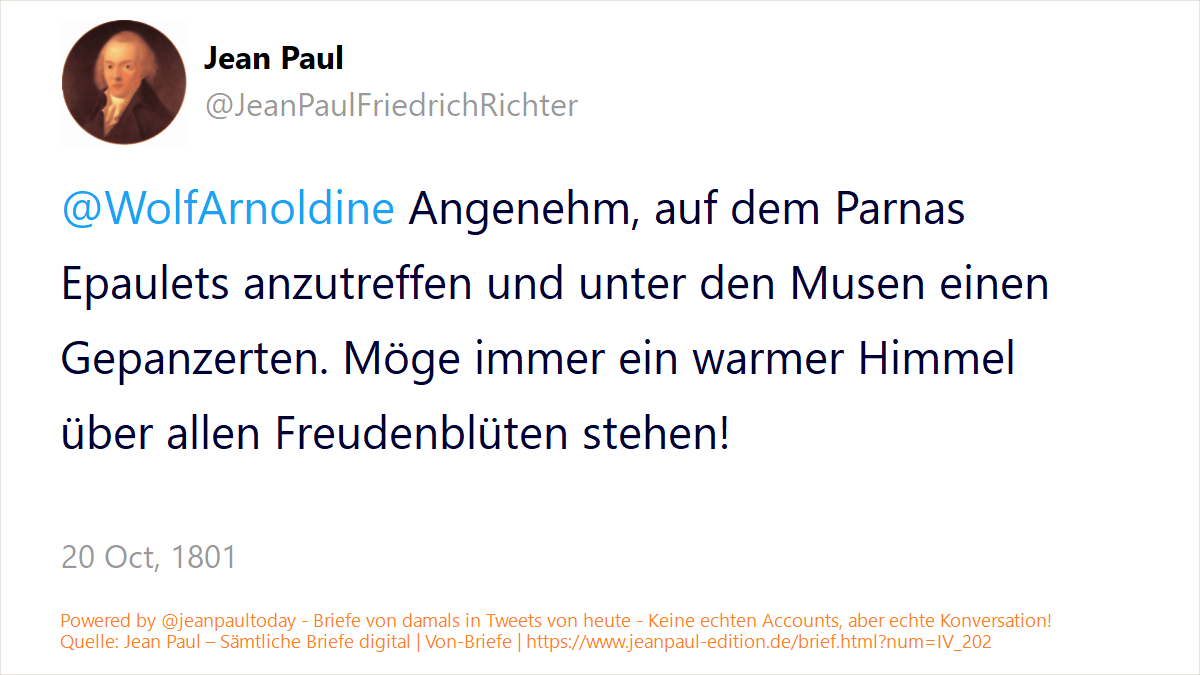 Jean Paul
@JeanPaulFriedrichRichter
@WolfArnoldine Angenehm, auf dem Parnas
Epaulets anzutreffen und unter den Musen einen
Gepanzerten. Möge immer ein warmer Himmel
über allen Freudenblüten stehen!
20 Oct, 1801
Powered by @jeanpaultoday - Briefe von damals in Tweets von heute - Keine echten Accounts, aber echte Konversation!
Quelle: Jean Paul – Sämtliche Briefe digital | Von-Briefe | https://www.jeanpaul-edition.de/brief.html?num=IV_202